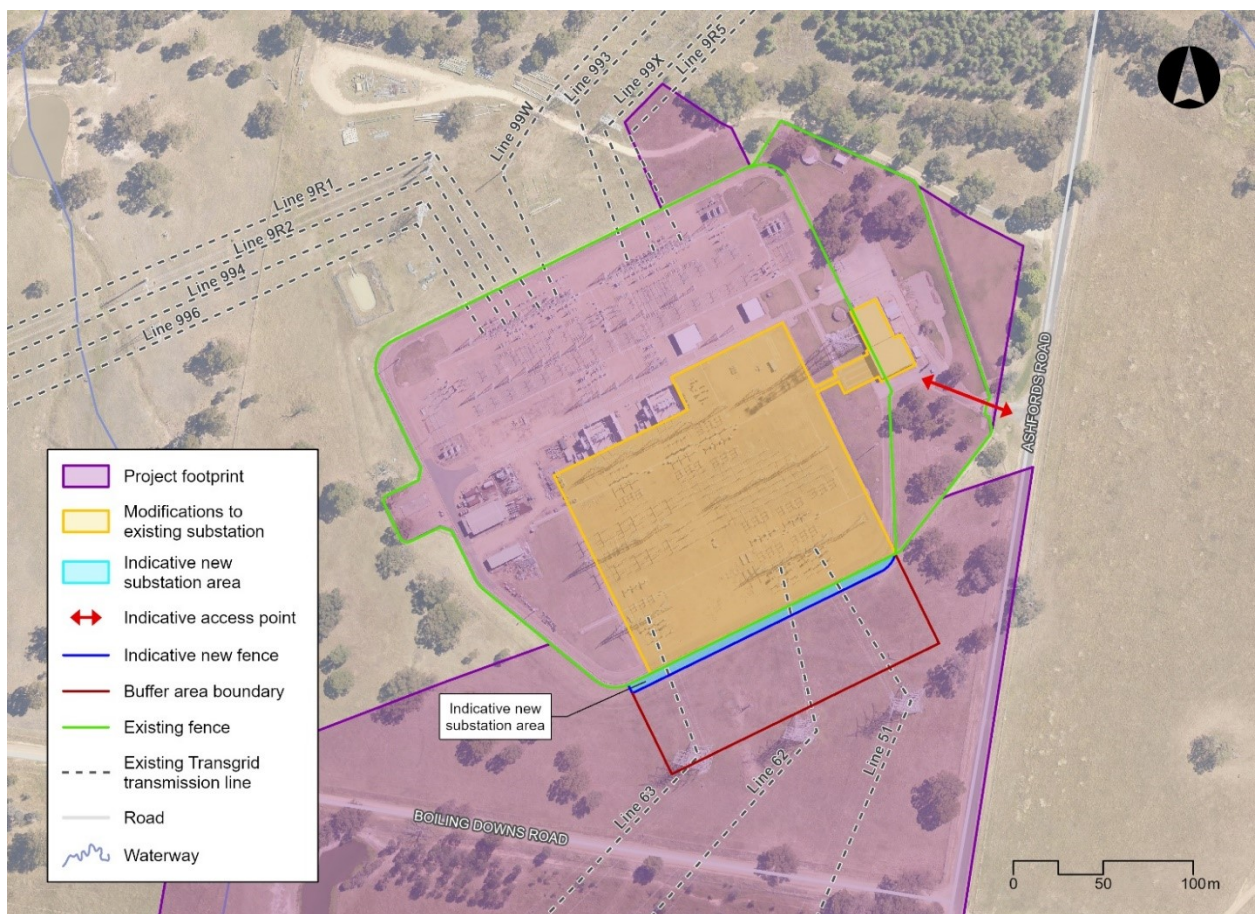 Line 99W
Line 993
Line 99X
Line 9R5
Line 9R1
Line 9R2
Line 994
Line 996
ASHFORDS ROAD
Project footprint
Modifications to
existing substation
Indicative new
substation area
Indicative access point
Indicative new fence
Buffer area boundary
Existing fence
Existing Transgrid
transmission line
Road
Waterway
Indicative new
substation area
Line 63
Line 62
Line 51
BOILING DOWNS ROAD
0 50 100m